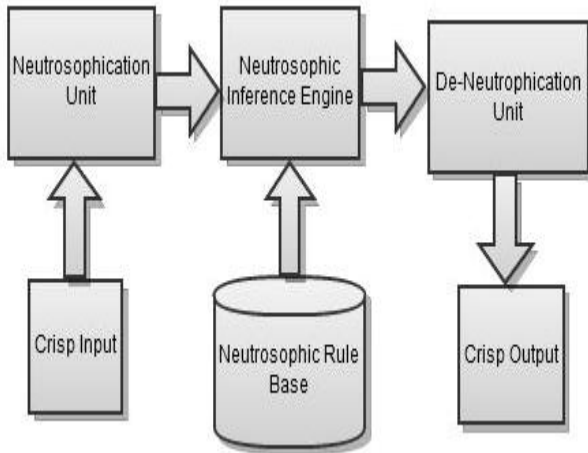 Neutrosophication
Unit
Neutrosophic
Inference Engine
De-Neutrophication
Unit
Crisp Input
Neutrosophic Rule
Base
Crisp Output